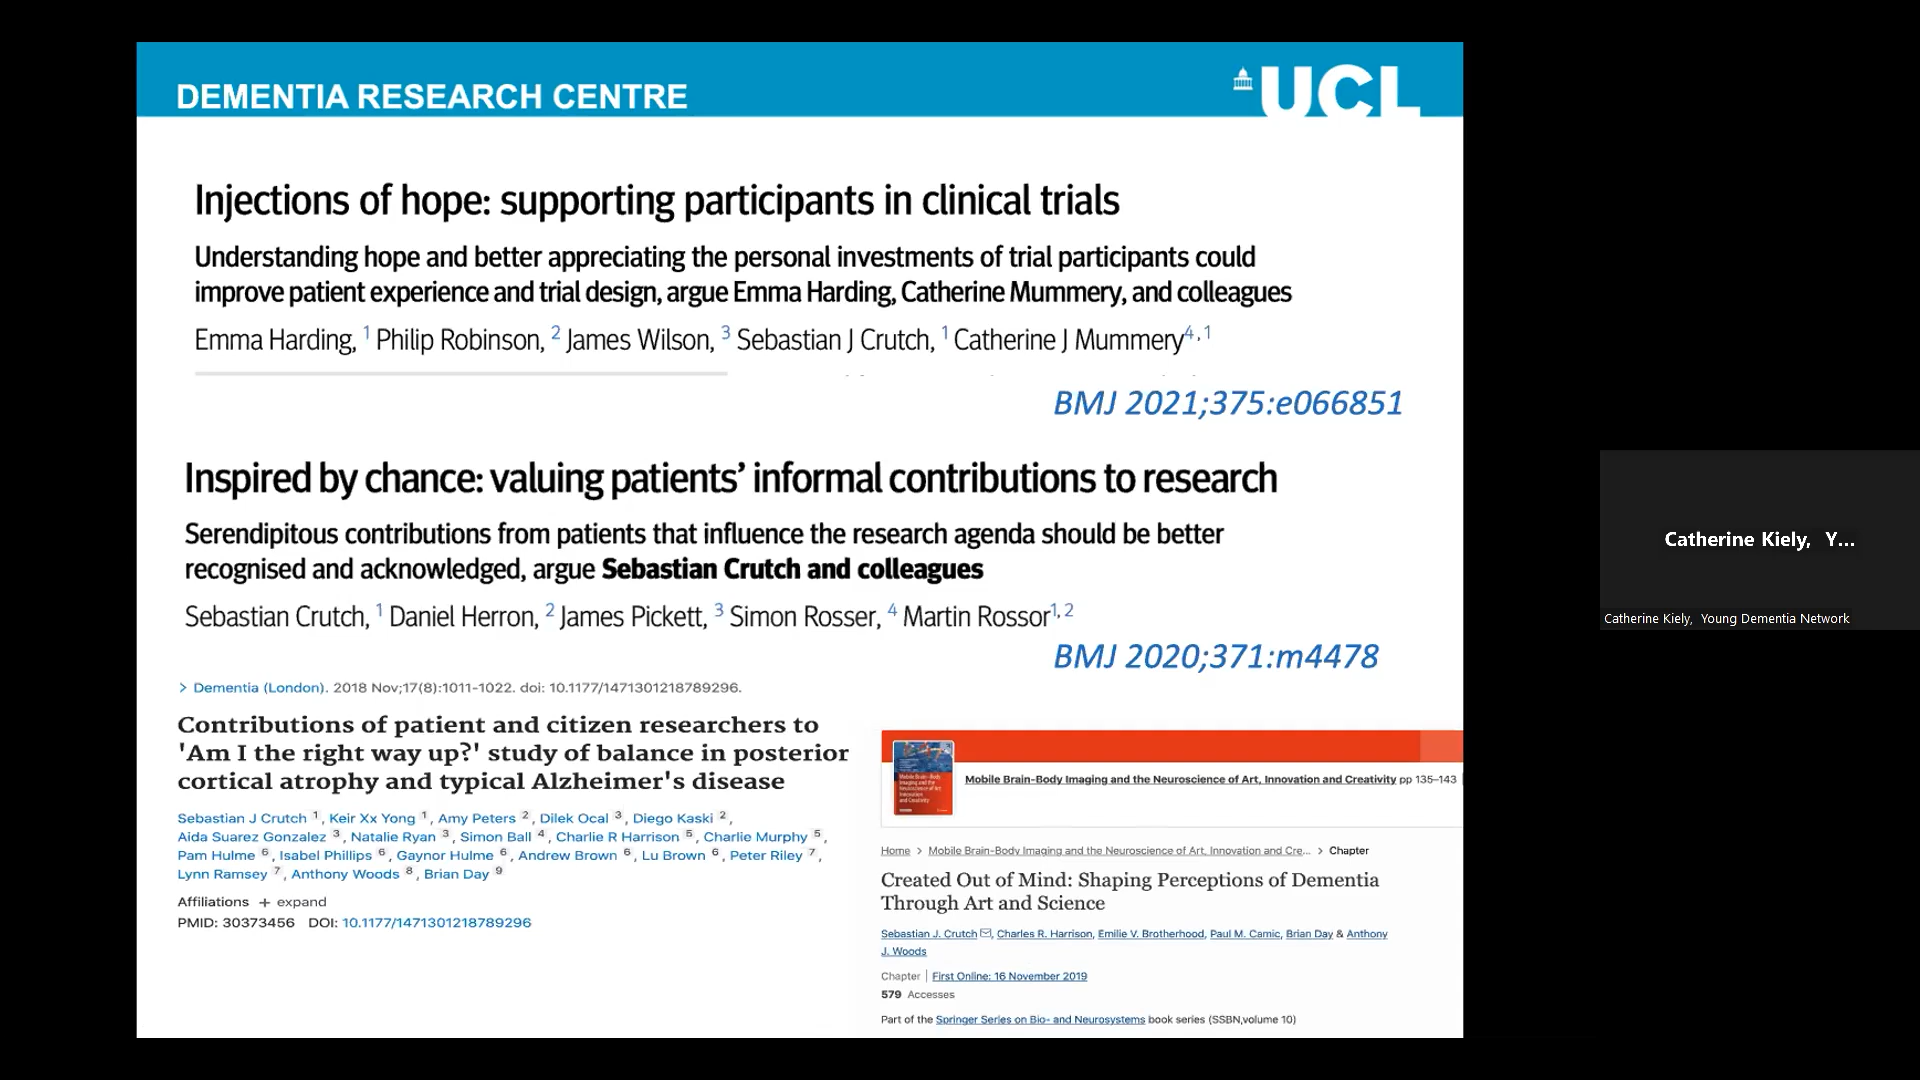 DEMENTIA RESEARCH CENTRE
UCL
Injections of hope: supporting participants in clinical trials
Understanding hope and better appreciating the personal investments of trial participants could
improve patient experience and trial design, argue Emma Harding, Catherine Mummery, and colleagues
Emma Harding, 1 Philip Robinson, 2 James Wilson, 3 Sebastian J Crutch, 1 Catherine J Mummery4,1
BMJ 2021;375:e066851
Inspired by chance: valuing patients’ informal contributions to research
Serendipitous contributions from patients that influence the research agenda should be better
recognised and acknowledged, argue Sebastian Crutch and colleagues
Sebastian Crutch, 1 Daniel Herron, 2 James Pickett, 3 Simon Rosser, 4 Martin Rossor1, 2
BMJ 2020;371:m4478
> Dementia (London). 2018 Nov;17(8):1011-1022. doi: 10.1177/1471301218789296.
Contributions of patient and citizen researchers to
'Am I the right way up?' study of balance in posterior
cortical atrophy and typical Alzheimer's disease
Sebastian J Crutch 1, Keir Xx Yong 1, Amy Peters 2, Dilek Ocal 3, Diego Kaski 2,
Aida Suarez Gonzalez 3, Natalie Ryan 3, Simon Ball 4, Charlie R Harrison 5, Charlie Murphy 5,
Pam Hulme 6, Isabel Phillips 6, Gaynor Hulme 6, Andrew Brown 6, Lu Brown 6, Peter Riley 7,
Lynn Ramsey 7, Anthony Woods 8, Brian Day 9
Affiliations + expand
PMID: 30373456 DOI: 10.1177/1471301218789296
Mobile Brain-Body Imaging and the Neuroscience of Art, Innovation and Creativity pp 135–143
Home > Mobile Brain-Body Imaging and the Neuroscience of Art, Innovation and Cre... > Chapter
Created Out of Mind: Shaping Perceptions of Dementia
Through Art and Science
Sebastian J. Crutch, Charles R. Harrison, Emilie V. Brotherhood, Paul M. Camic, Brian Day & Anthony
J. Woods
Chapter | First Online: 16 November 2019
579 Accesses
Part of the Springer Series on Bio- and Neurosystems book series (SSBN,volume 10)
Catherine Kiely, Y...
Catherine Kiely, Young Dementia Network